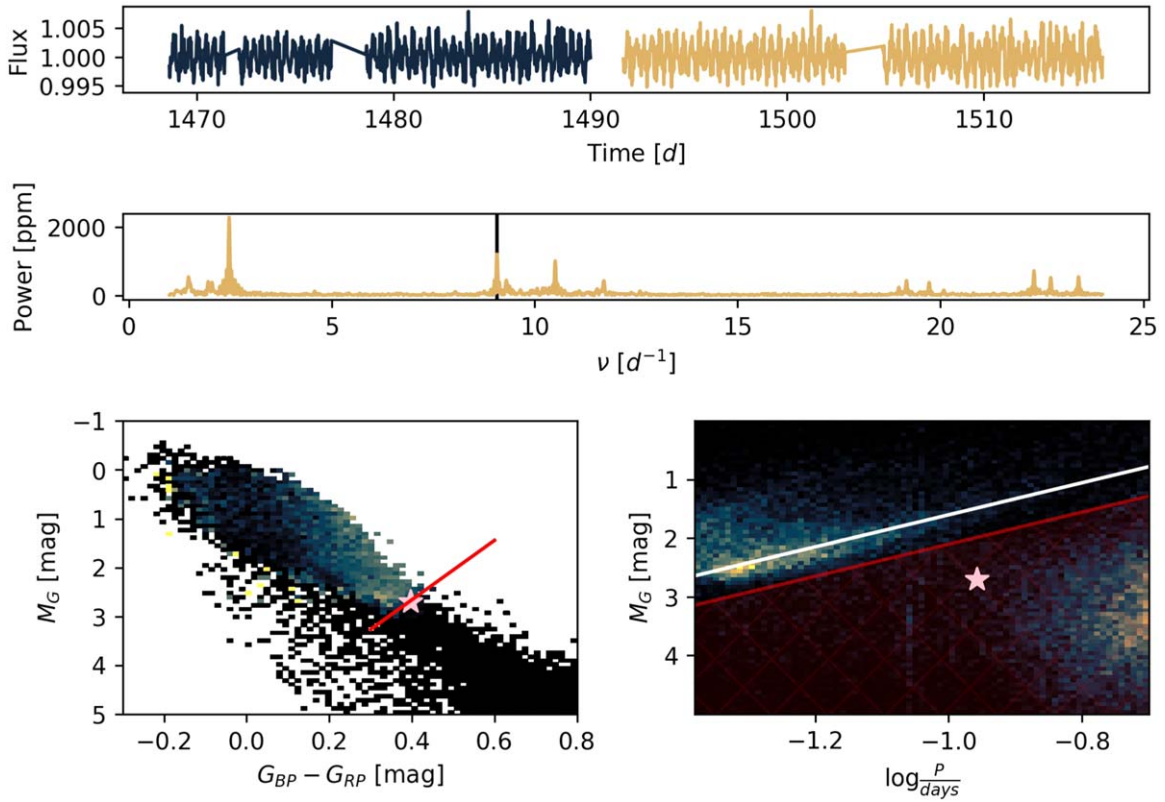 Flux
1.005
1.000
0.995
1470 1480 1490 1500 1510
Time [d]
Power [ppm]
2000
0
0 5 10 15 20 25
ν [d⁻¹]
M_G [mag]
-1
0
1
2
3
4
5
−0.2 0.0 0.2 0.4 0.6 0.8
G_BP − G_RP [mag]
M_G [mag]
1
2
3
4
−1.2 −1.0 −0.8
log P/days